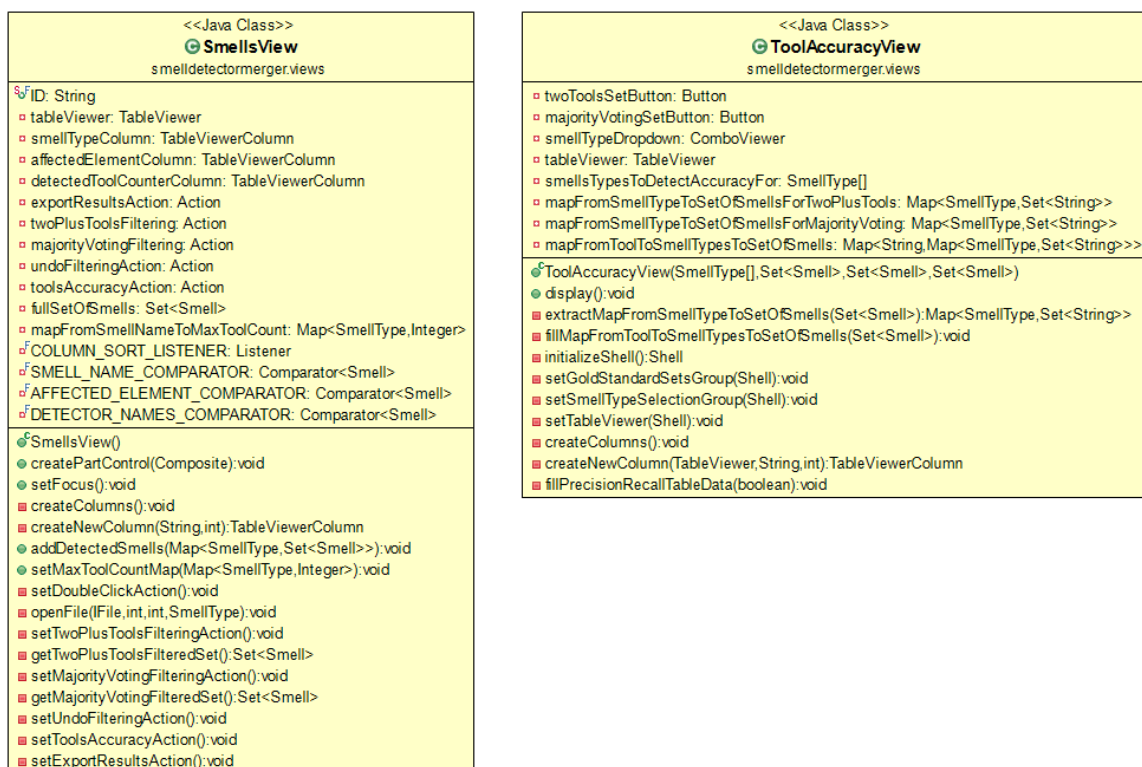 <<Java Class>>
SmellsView
smelldetectormerger.views
ID: String
tableViewer: TableViewer
smellTypeColumn: TableViewerColumn
affectedElementColumn: TableViewerColumn
detectedToolCounterColumn: TableViewerColumn
exportResultsAction: Action
twoPlusToolsFiltering: Action
majorityVotingFiltering: Action
undoFilteringAction: Action
toolsAccuracyAction: Action
fullSetOfSmells: Set<Smell>
mapFromSmellNameToMaxToolCount: Map<SmellType,Integer>
COLUMN_SORT_LISTENER: Listener
SMELL_NAME_COMPARATOR: Comparator<Smell>
AFFECTED_ELEMENT_COMPARATOR: Comparator<Smell>
DETECTOR_NAMES_COMPARATOR: Comparator<Smell>
SmellsView()
createPartControl(Composite):void
setFocus():void
createColumns():void
createNewColumn(String,int):TableViewerColumn
addDetectedSmells(Map<SmellType,Set<Smell>>):void
setMaxToolCountMap(Map<SmellType,Integer>):void
setDoubleClickAction():void
openFile(IFile,int,int,SmellType):void
setTwoPlusToolsFilteringAction():void
getTwoPlusToolsFilteredSet():Set<Smell>
setMajorityVotingFilteringAction():void
getMajorityVotingFilteredSet():Set<Smell>
setUndoFilteringAction():void
setToolsAccuracyAction():void
setExportResultsAction():void
<<Java Class>>
ToolAccuracyView
smelldetectormerger.views
twoToolsSetButton: Button
majorityVotingSetButton: Button
smellTypeDropdown: ComboViewer
tableViewer: TableViewer
smellsTypesToDetectAccuracyFor: SmellType[]
mapFromSmellTypeToSetOfSmellsForTwoPlusTools: Map<SmellType,Set<String>>
mapFromSmellTypeToSetOfSmellsForMajorityVoting: Map<SmellType,Set<String>>
mapFromToolToSmellTypesToSetOfSmells: Map<String,Map<SmellType,Set<String>>>
ToolAccuracyView(SmellType[],Set<Smell>,Set<Smell>,Set<Smell>)
display():void
extractMapFromSmellTypeToSetOfSmells(Set<Smell>):Map<SmellType,Set<String>>
fillMapFromToolToSmellTypesToSetOfSmells(Set<Smell>):void
initializeShell():Shell
setGoldStandardSetsGroup(Shell):void
setSmellTypeSelectionGroup(Shell):void
setTableViewer(Shell):void
createColumns():void
createNewColumn(TableViewer,String,int):TableViewerColumn
fillPrecisionRecallTableData(boolean):void